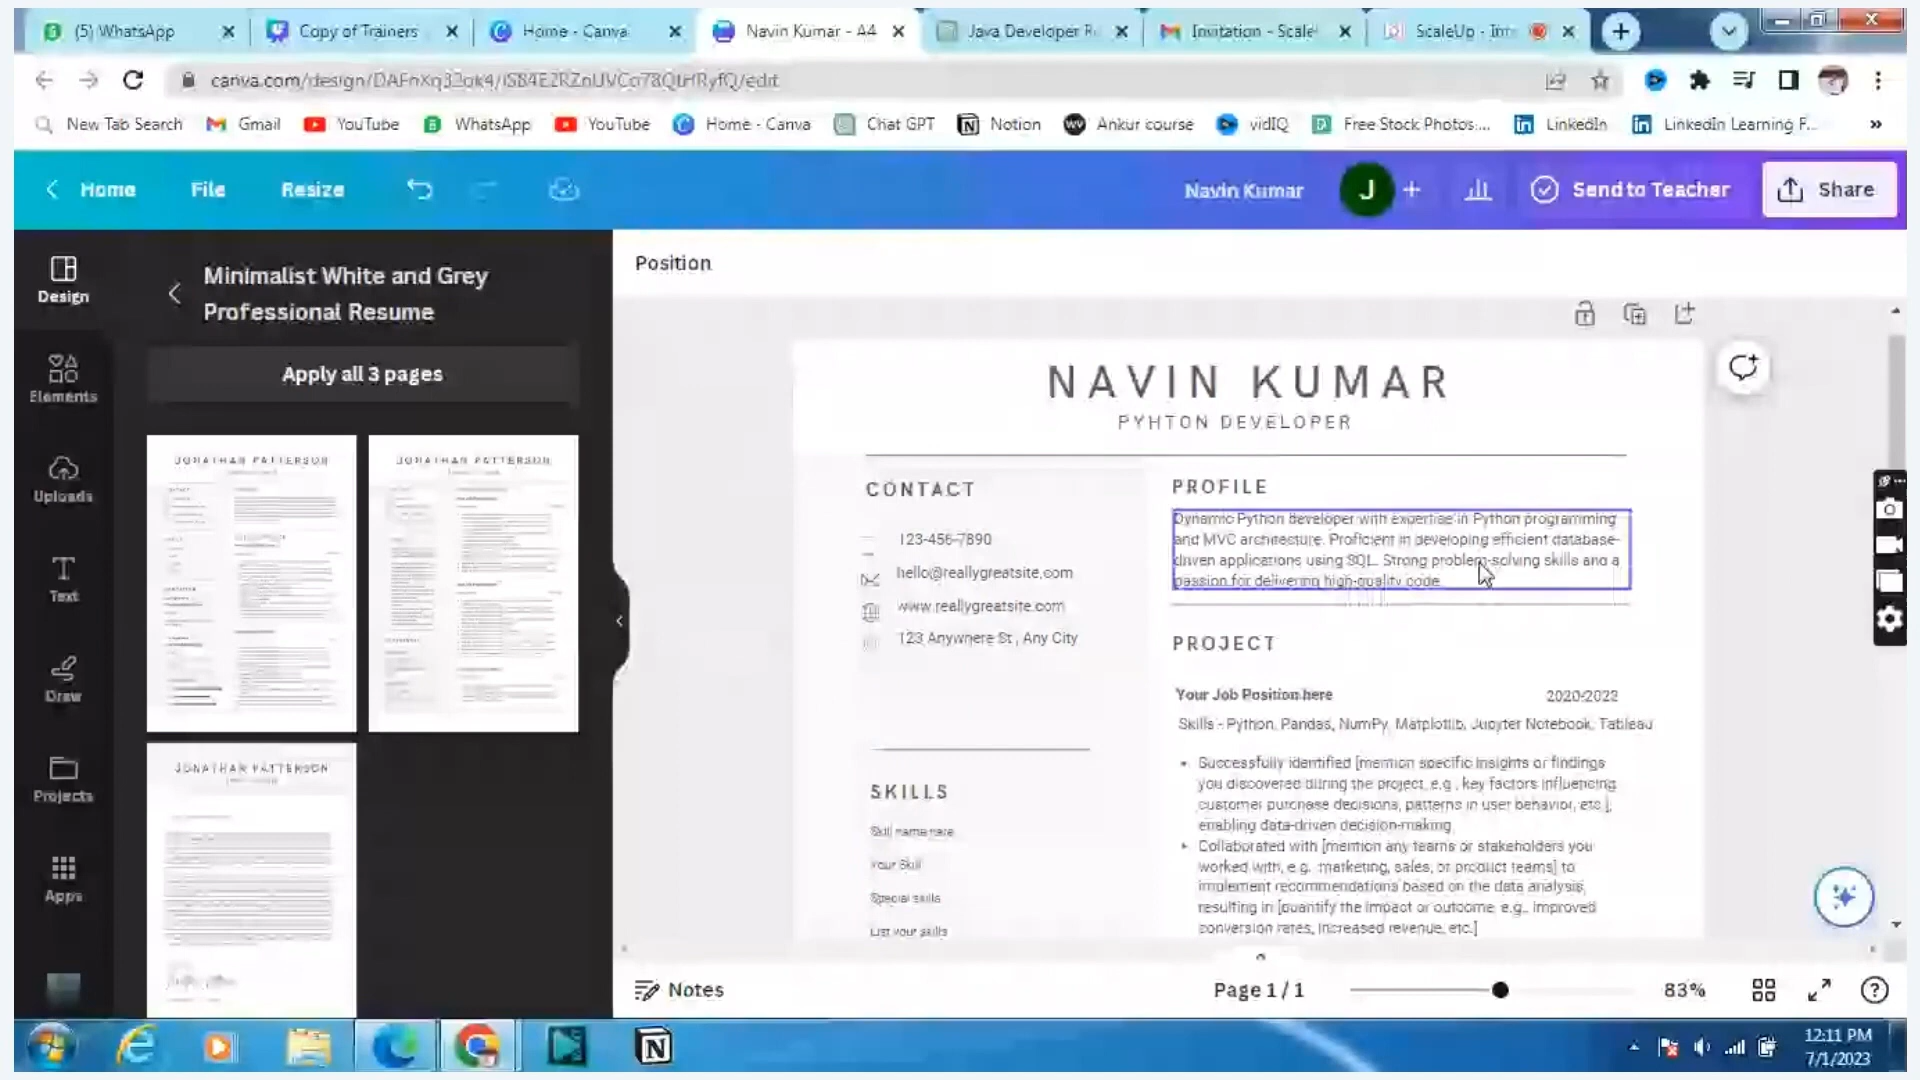 (5) WhatsApp
Copy of Trainers
Home - Canva
Navin Kumar - A4
Java Developer R
Invitation - Scale
ScaleUp - Int
canva.com/design/DAFnXq32ok4/iS84E2RZnUVCo78QtHRyfQ/edit
New Tab Search
Gmail
YouTube
WhatsApp
YouTube
Home - Canva
Chat GPT
Notion
Ankur course
vidIQ
Free Stock Photos:...
LinkedIn
LinkedIn Learning F...
»
Home
File
Resize
Navin Kumar
J
+
Send to Teacher
Share
Design
Elements
Uploads
Text
Draw
Projects
Apps
Minimalist White and Grey
Professional Resume
Apply all 3 pages
JONATHAN PATTERSON
JONATHAN PATTERSON
JONATHAN PATTERSON
Position
NAVIN KUMAR
PYHTON DEVELOPER
CONTACT
123-456-7890
hello@reallygreatsite.com
www.reallygreatsite.com
123 Anywhere St., Any City
SKILLS
Skill name here
Your Skill
Special skills
List your skills
PROFILE
Dynamic Python developer with expertise in Python programming
and MVC architecture. Proficient in developing efficient database-
driven applications using SQL. Strong problem-solving skills and a
passion for delivering high-quality code.
PROJECT
Your Job Position here
2020-2022
Skills - Python, Pandas, NumPy, Matplotlib, Jupyter Notebook, Tableau
• Successfully identified [mention specific insights or findings
you discovered during the project, e.g., key factors influencing
customer purchase decisions, patterns in user behavior, etc.],
enabling data-driven decision-making.
• Collaborated with [mention any teams or stakeholders you
worked with, e.g. marketing, sales, or product teams] to
implement recommendations based on the data analysis,
resulting in [quantify the impact or outcome, e.g., improved
conversion rates, increased revenue, etc.]
Notes
Page 1 / 1
83%
12:11 PM
7/1/2023